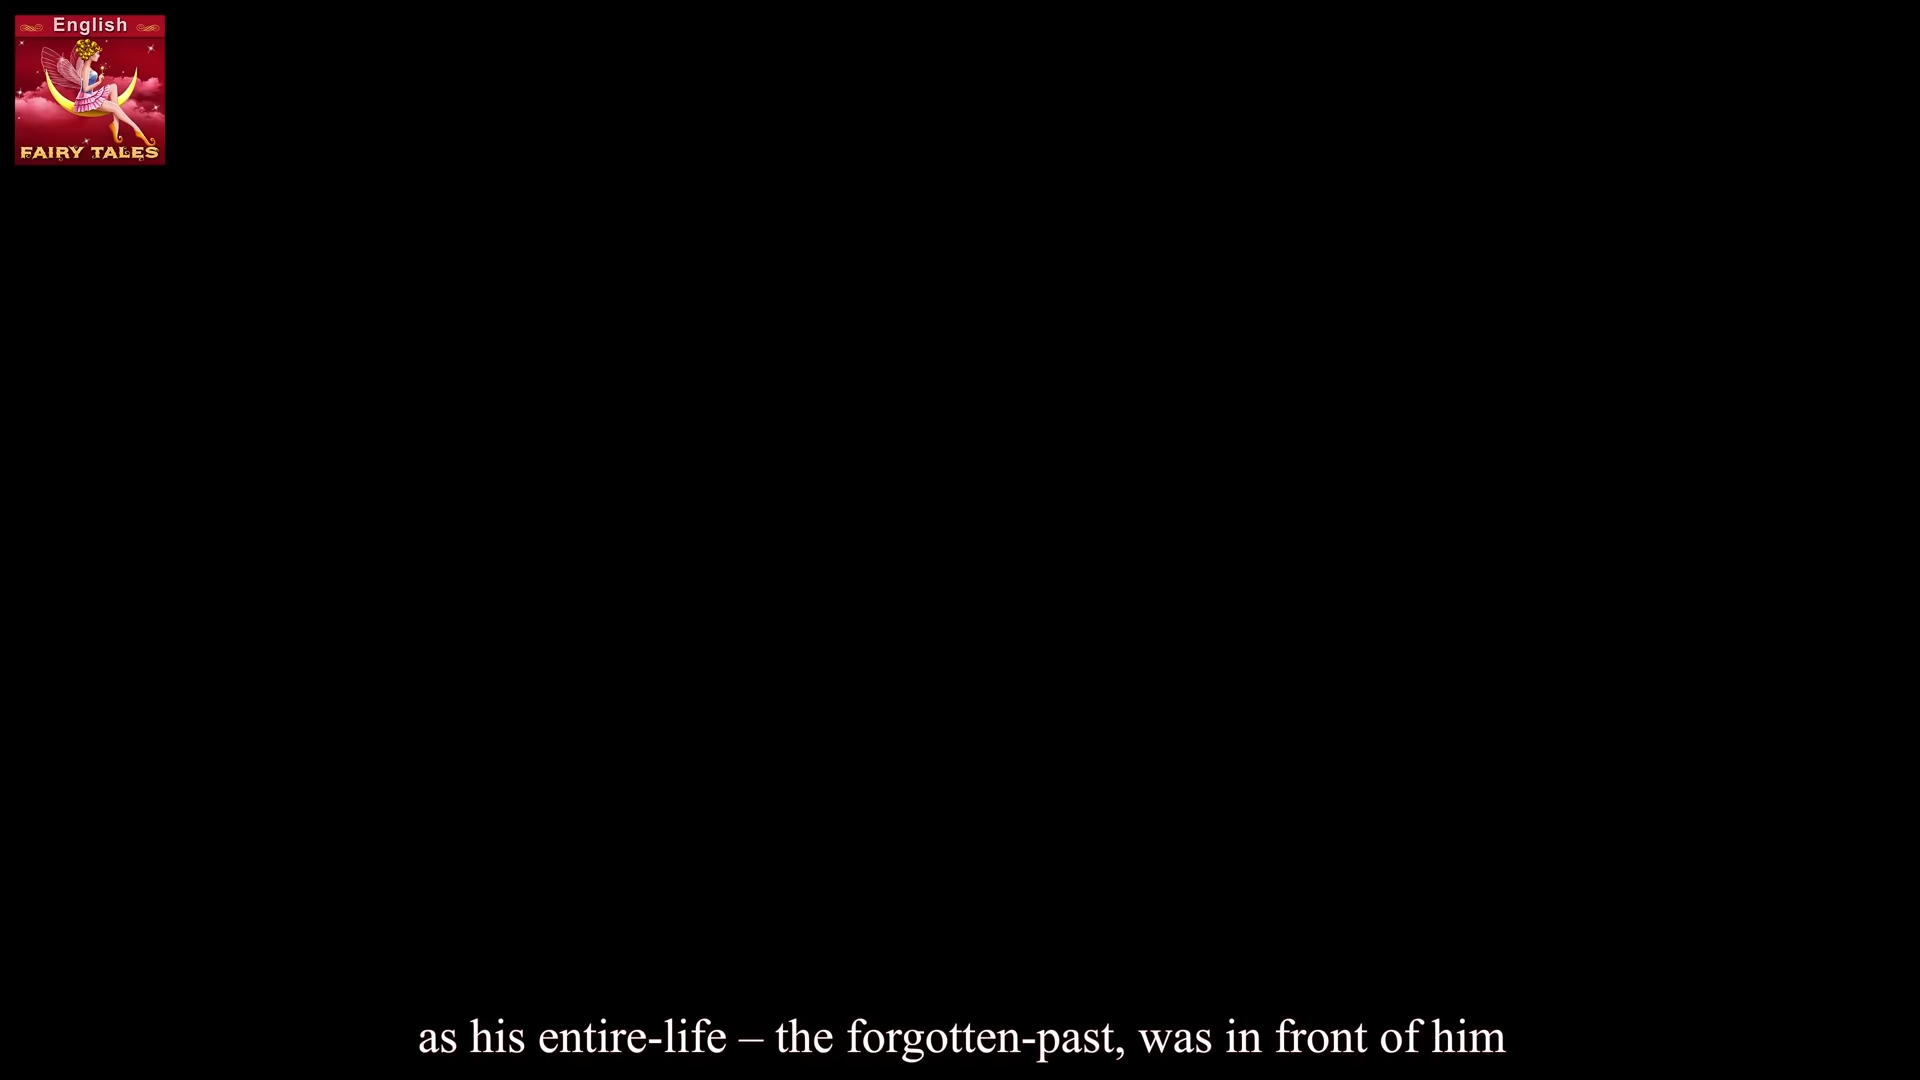 English
FAIRY TALES
as his entire-life – the forgotten-past, was in front of him